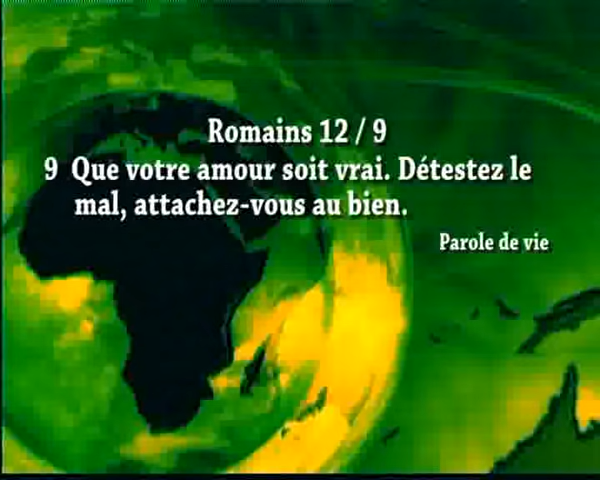 Romains 12 / 9
9 Que votre amour soit vrai. Détestez le
mal, attachez-vous au bien.
Parole de vie